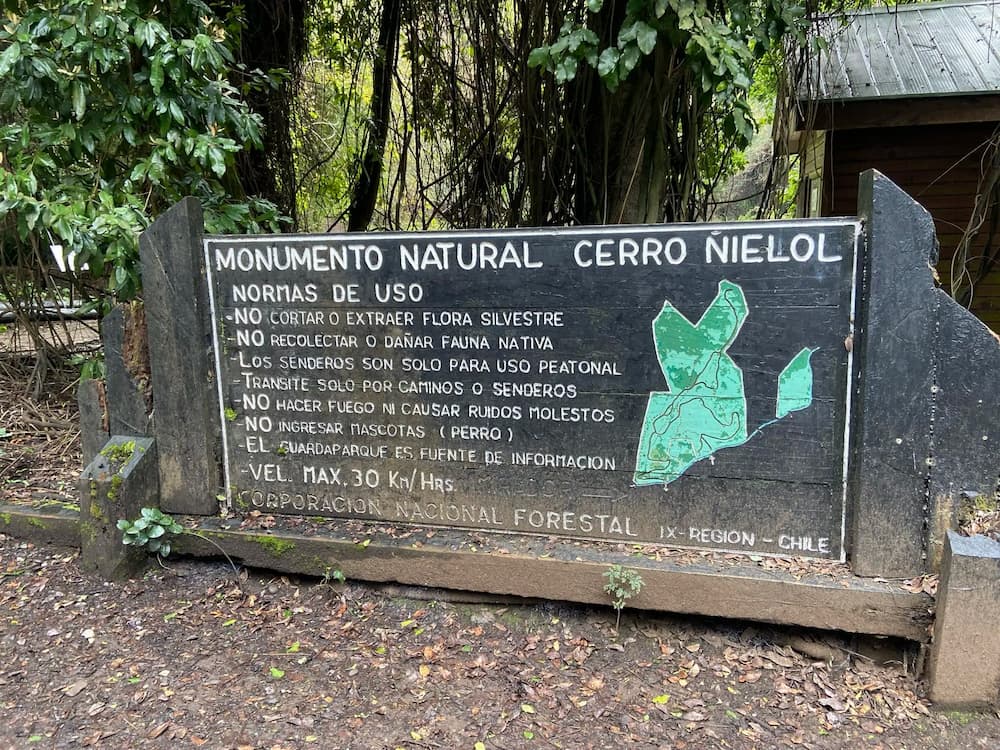 MONUMENTO NATURAL CERRO ÑIELOL
NORMAS DE USO
-NO CORTAR O EXTRAER FLORA SILVESTRE
-NO RECOLECTAR O DAÑAR FAUNA NATIVA
-LOS SENDEROS SON SOLO PARA USO PEATONAL
-TRANSITE SOLO POR CAMINOS O SENDEROS
-NO HACER FUEGO NI CAUSAR RUIDOS MOLESTOS
-NO INGRESAR MASCOTAS (PERRO)
-EL GUARDAPARQUE ES FUENTE DE INFORMACION
-VEL. MAX. 30 KM/HRS.
CORPORACION NACIONAL FORESTAL IX-REGION - CHILE